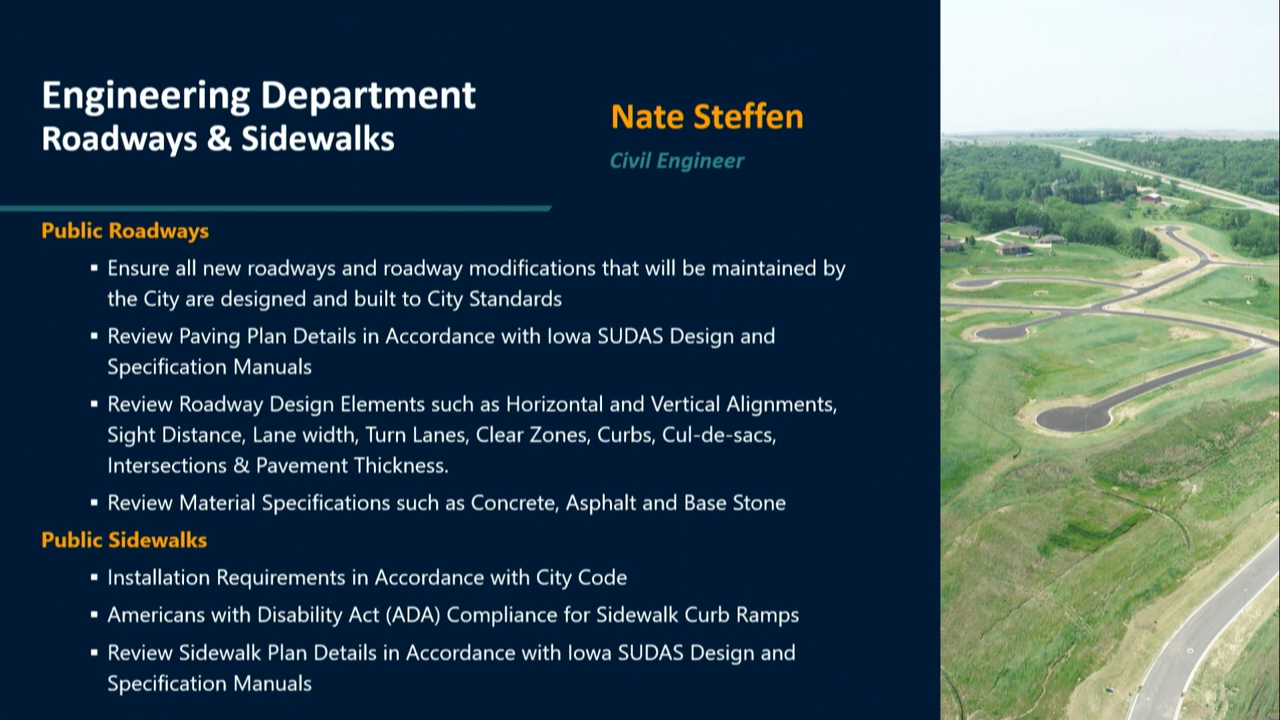 Engineering Department
Roadways & Sidewalks
Nate Steffen
Civil Engineer
Public Roadways
▪ Ensure all new roadways and roadway modifications that will be maintained by
the City are designed and built to City Standards
▪ Review Paving Plan Details in Accordance with Iowa SUDAS Design and
Specification Manuals
▪ Review Roadway Design Elements such as Horizontal and Vertical Alignments,
Sight Distance, Lane width, Turn Lanes, Clear Zones, Curbs, Cul-de-sacs,
Intersections & Pavement Thickness.
▪ Review Material Specifications such as Concrete, Asphalt and Base Stone
Public Sidewalks
▪ Installation Requirements in Accordance with City Code
▪ Americans with Disability Act (ADA) Compliance for Sidewalk Curb Ramps
▪ Review Sidewalk Plan Details in Accordance with Iowa SUDAS Design and
Specification Manuals